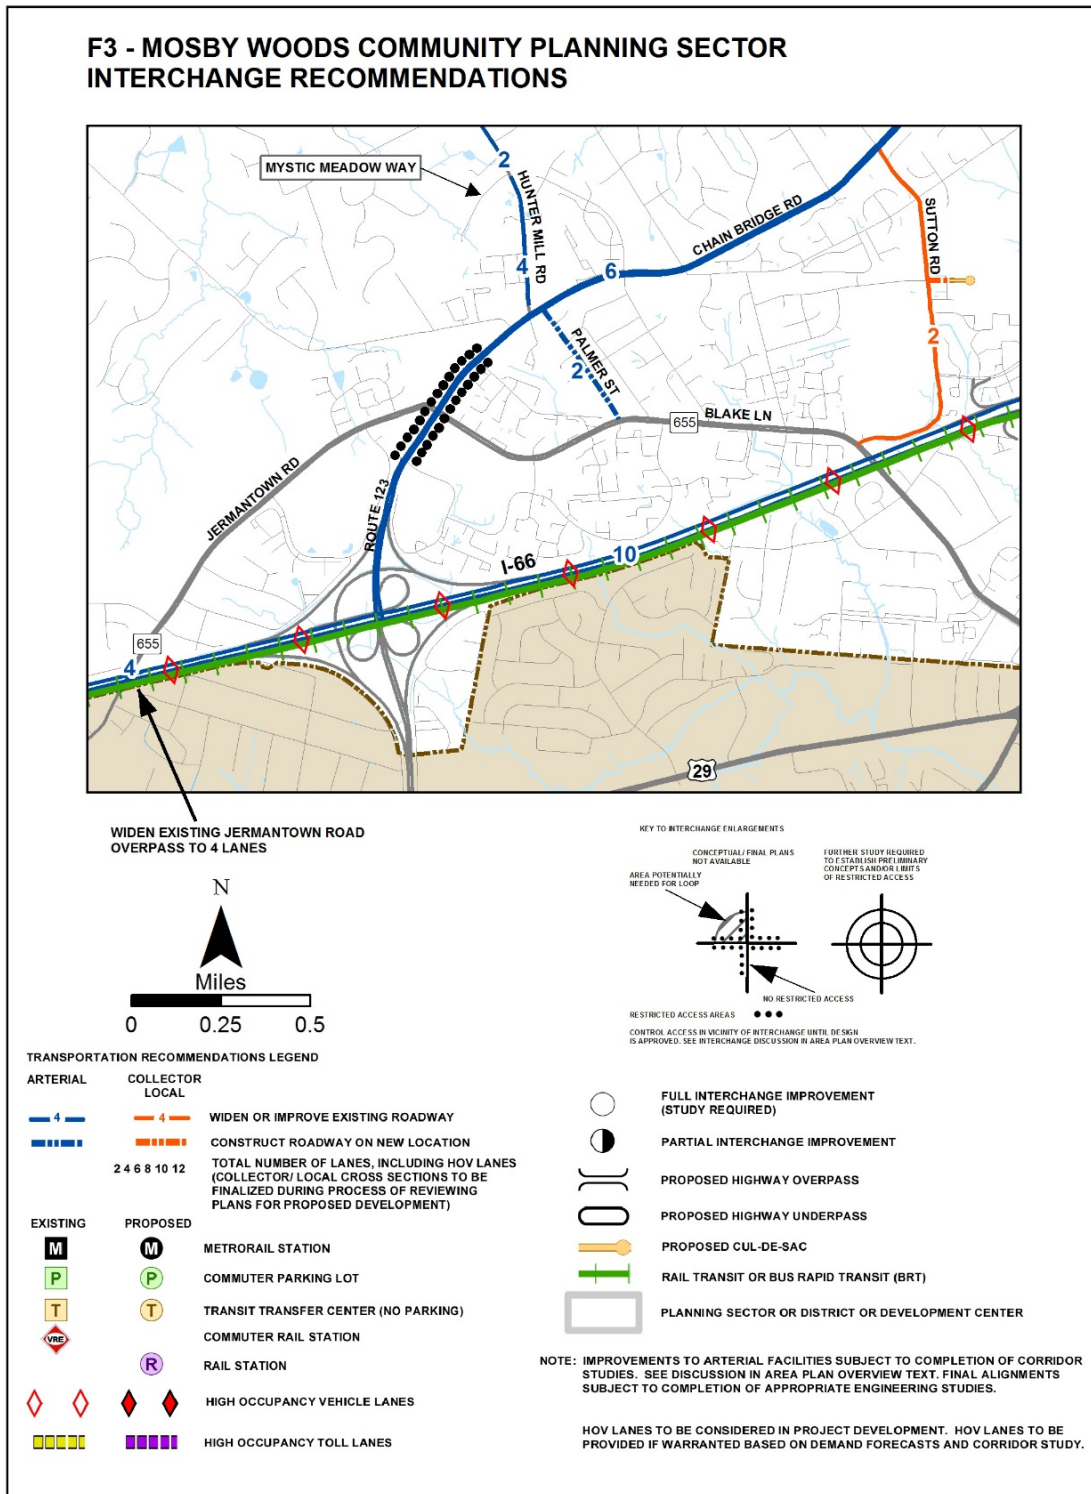 F3 - MOSBY WOODS COMMUNITY PLANNING SECTOR
INTERCHANGE RECOMMENDATIONS
MYSTIC MEADOW WAY
2
HUNTER MILL RD
4
6
CHAIN BRIDGE RD
SUTTON RD
2
PALMER ST
2
655
BLAKE LN
JERMANTOWN RD
ROUTE 123
I-66
10
655
4
29
WIDEN EXISTING JERMANTOWN ROAD
OVERPASS TO 4 LANES
N
Miles
0 0.25 0.5
KEY TO INTERCHANGE ENLARGEMENTS
CONCEPTUAL/ FINAL PLANS
NOT AVAILABLE
AREA POTENTIALLY
NEEDED FOR LOOP
FURTHER STUDY REQUIRED
TO ESTABLISH PRELIMINARY
CONCEPTS AND/OR LIMITS
OF RESTRICTED ACCESS
NO RESTRICTED ACCESS
RESTRICTED ACCESS AREAS
CONTROL ACCESS IN VICINITY OF INTERCHANGE UNTIL DESIGN
IS APPROVED. SEE INTERCHANGE DISCUSSION IN AREA PLAN OVERVIEW TEXT.
TRANSPORTATION RECOMMENDATIONS LEGEND
ARTERIAL COLLECTOR
LOCAL
4 4 WIDEN OR IMPROVE EXISTING ROADWAY
CONSTRUCT ROADWAY ON NEW LOCATION
2 4 6 8 10 12 TOTAL NUMBER OF LANES, INCLUDING HOV LANES
(COLLECTOR/ LOCAL CROSS SECTIONS TO BE
FINALIZED DURING PROCESS OF REVIEWING
PLANS FOR PROPOSED DEVELOPMENT)
EXISTING PROPOSED
M M METRORAIL STATION
P P COMMUTER PARKING LOT
T T TRANSIT TRANSFER CENTER (NO PARKING)
VRE COMMUTER RAIL STATION
R RAIL STATION
HIGH OCCUPANCY VEHICLE LANES
HIGH OCCUPANCY TOLL LANES
FULL INTERCHANGE IMPROVEMENT
(STUDY REQUIRED)
PARTIAL INTERCHANGE IMPROVEMENT
PROPOSED HIGHWAY OVERPASS
PROPOSED HIGHWAY UNDERPASS
PROPOSED CUL-DE-SAC
RAIL TRANSIT OR BUS RAPID TRANSIT (BRT)
PLANNING SECTOR OR DISTRICT OR DEVELOPMENT CENTER
NOTE: IMPROVEMENTS TO ARTERIAL FACILITIES SUBJECT TO COMPLETION OF CORRIDOR
STUDIES. SEE DISCUSSION IN AREA PLAN OVERVIEW TEXT. FINAL ALIGNMENTS
SUBJECT TO COMPLETION OF APPROPRIATE ENGINEERING STUDIES.
HOV LANES TO BE CONSIDERED IN PROJECT DEVELOPMENT. HOV LANES TO BE
PROVIDED IF WARRANTED BASED ON DEMAND FORECASTS AND CORRIDOR STUDY.